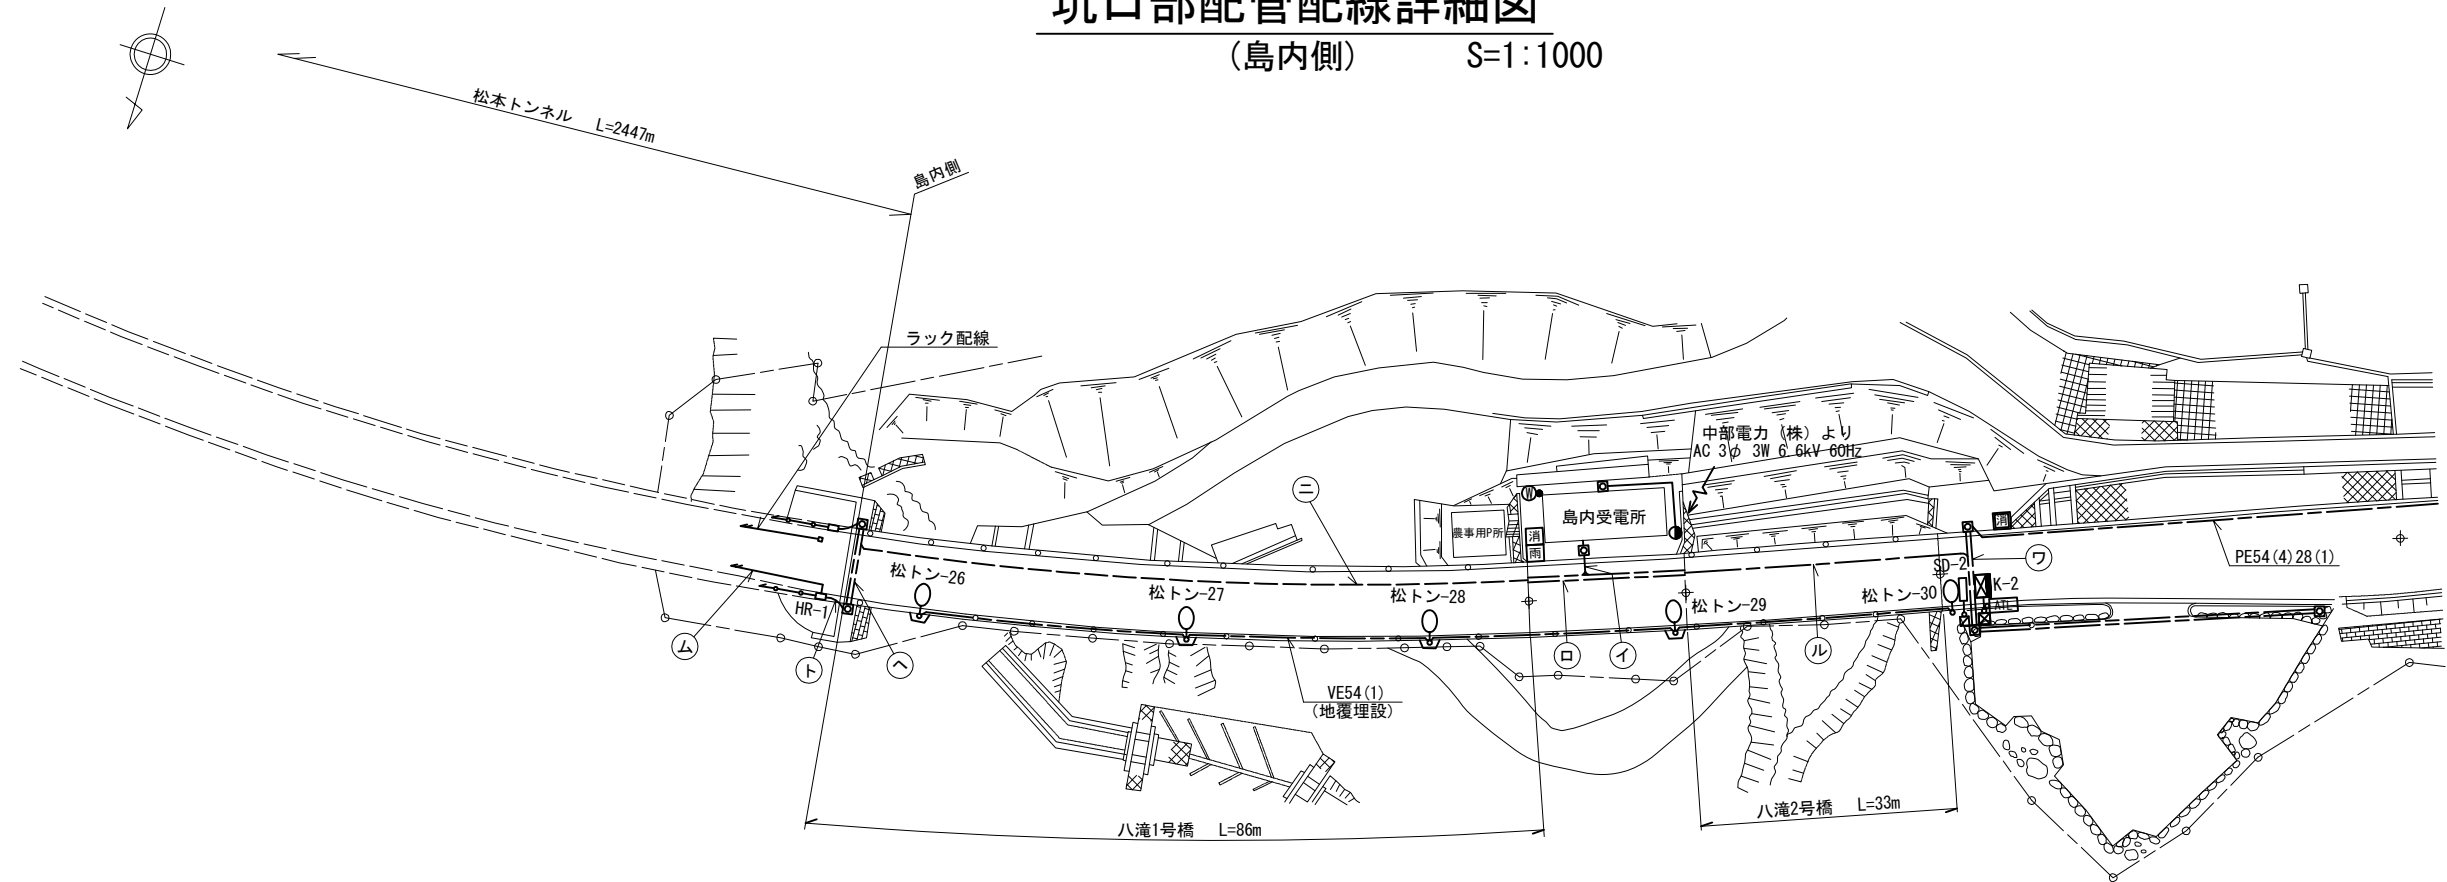 坑口部配管配線詳細図
(島内側) S=1:1000
松本トンネル L=2447m
島内側
ラック配線
中部電力(株)より
AC 3φ 3W 6.6kV 60Hz
W
島内受電所
農事用P所
消
雨
消
ニ
ワ
PE54(4)28(1)
松トン-26
松トン-27
松トン-28
松トン-29
松トン-30
SD-2
K-2
ATL
HR-1
ム
ト
ヘ
ロ
イ
ル
VE54(1)
(地覆埋設)
八滝1号橋 L=86m
八滝2号橋 L=33m